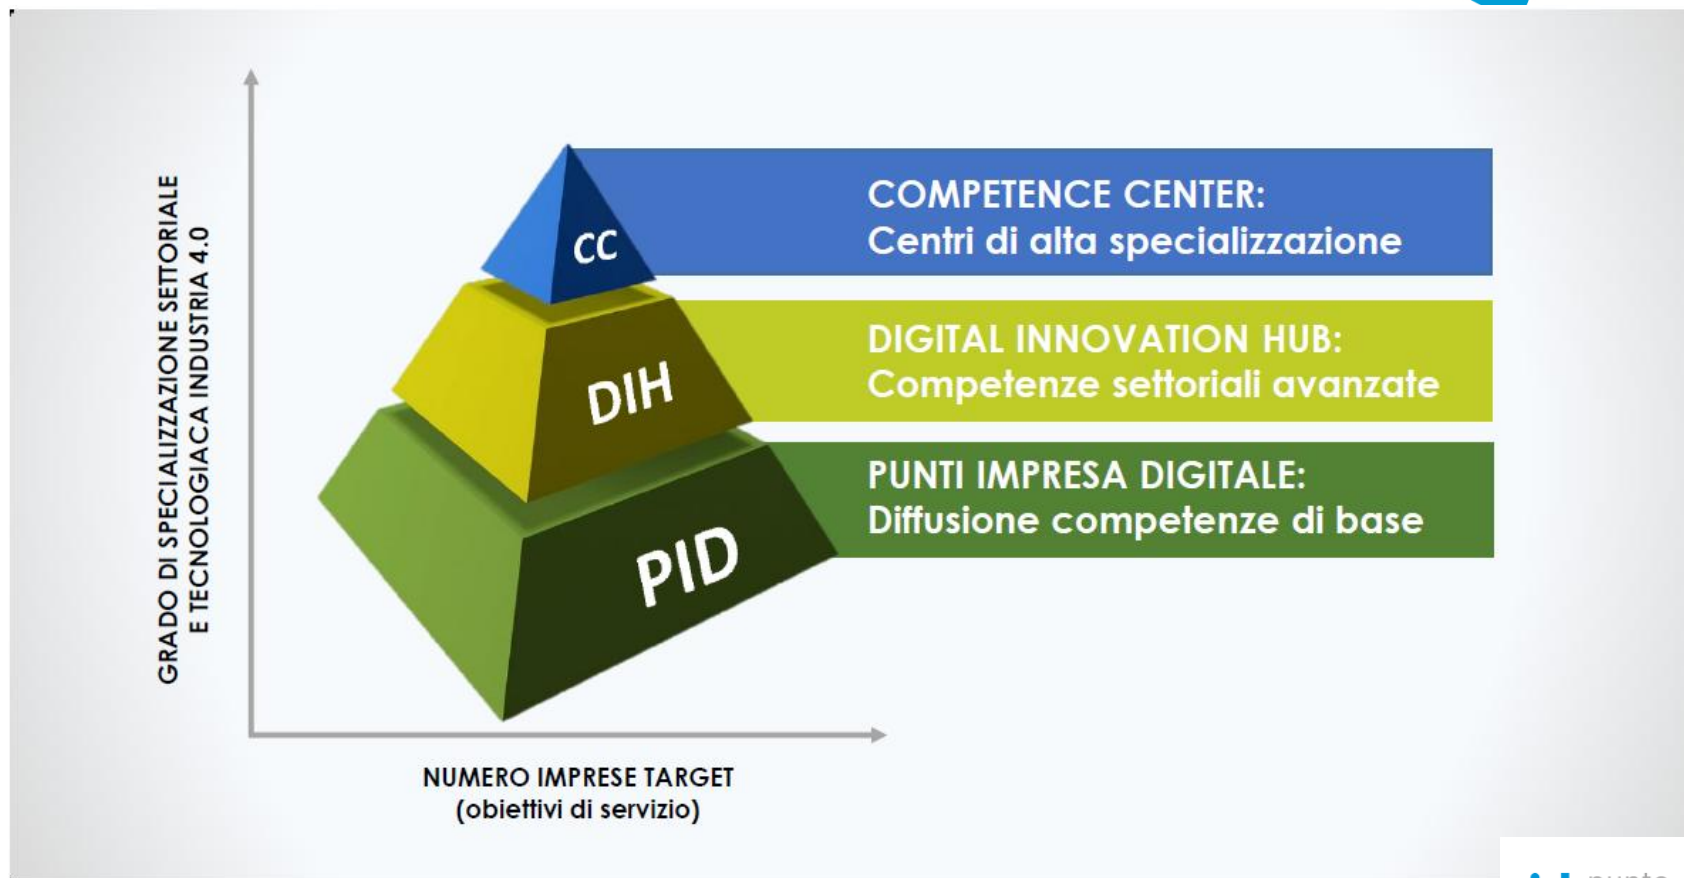 GRADO DI SPECIALIZZAZIONE SETTORIALE
E TECNOLOGIACA INDUSTRIA 4.0
CC
DIH
PID
COMPETENCE CENTER:
Centri di alta specializzazione
DIGITAL INNOVATION HUB:
Competenze settoriali avanzate
PUNTI IMPRESA DIGITALE:
Diffusione competenze di base
NUMERO IMPRESE TARGET
(obiettivi di servizio)